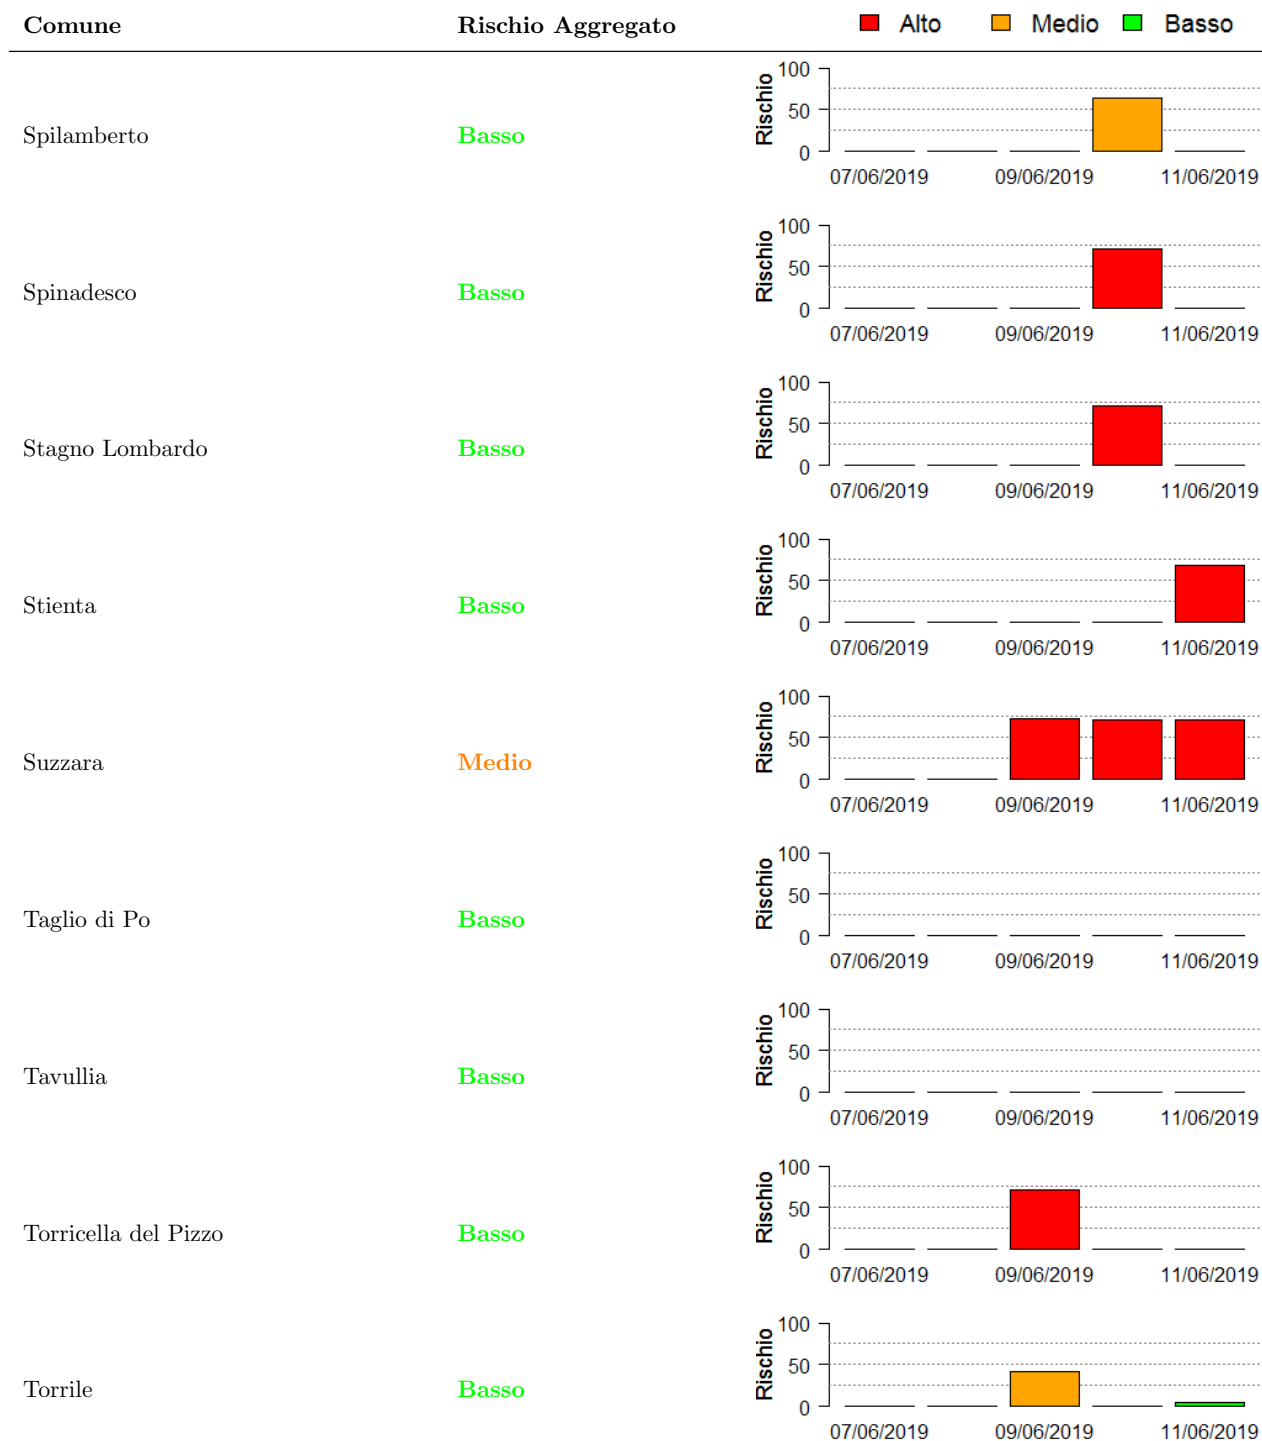 Comune Rischio Aggregato Alto Medio Basso
100
50
0
Rischio
Spilamberto Basso
07/06/2019 09/06/2019 11/06/2019
100
50
0
Rischio
Spinadesco Basso
07/06/2019 09/06/2019 11/06/2019
100
50
0
Rischio
Stagno Lombardo Basso
07/06/2019 09/06/2019 11/06/2019
100
50
0
Rischio
Stienta Basso
07/06/2019 09/06/2019 11/06/2019
100
50
0
Rischio
Suzzara Medio
07/06/2019 09/06/2019 11/06/2019
100
50
0
Rischio
Taglio di Po Basso
07/06/2019 09/06/2019 11/06/2019
100
50
0
Rischio
Tavullia Basso
07/06/2019 09/06/2019 11/06/2019
100
50
0
Rischio
Torricella del Pizzo Basso
07/06/2019 09/06/2019 11/06/2019
100
50
0
Rischio
Torrile Basso
07/06/2019 09/06/2019 11/06/2019